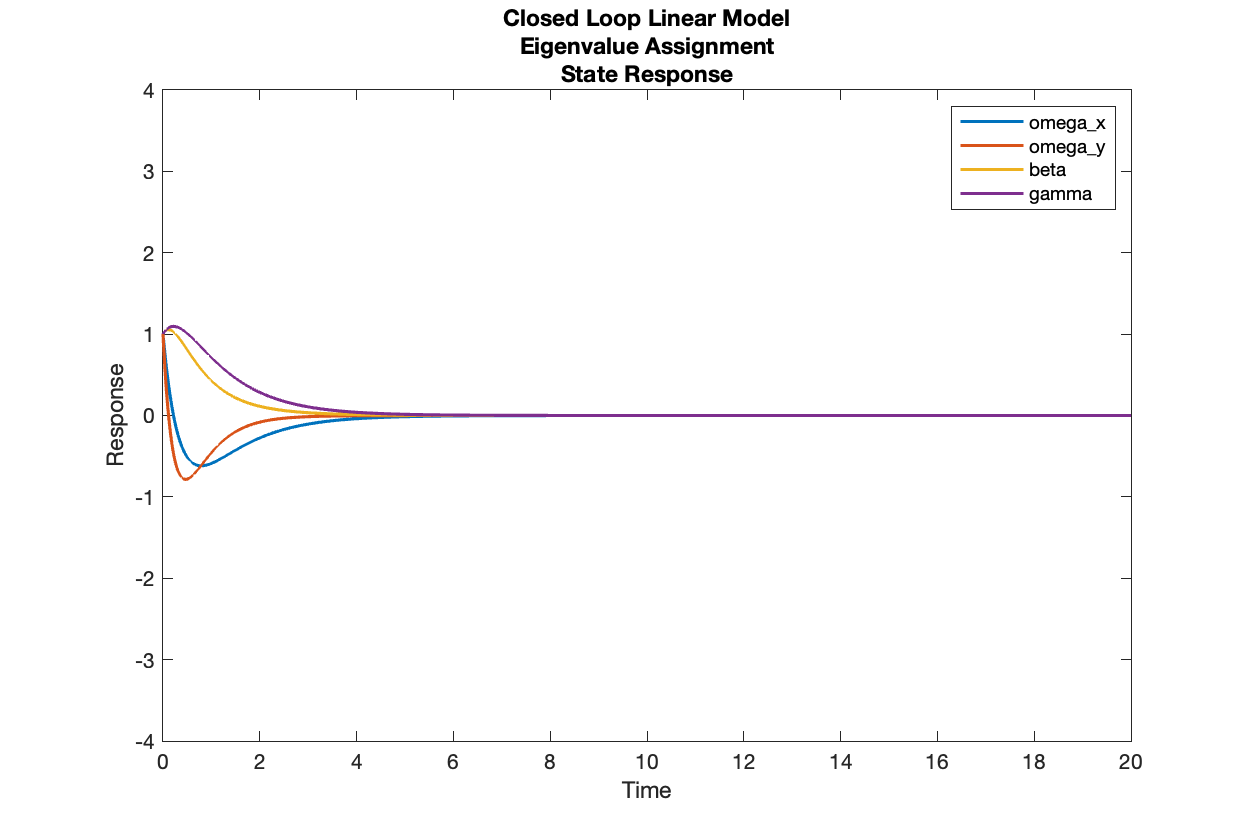 Closed Loop Linear Model
Eigenvalue Assignment
State Response
4
3
2
1
0
-1
-2
-3
-4
Response
omega_x
omega_y
beta
gamma
0 2 4 6 8 10 12 14 16 18 20
Time